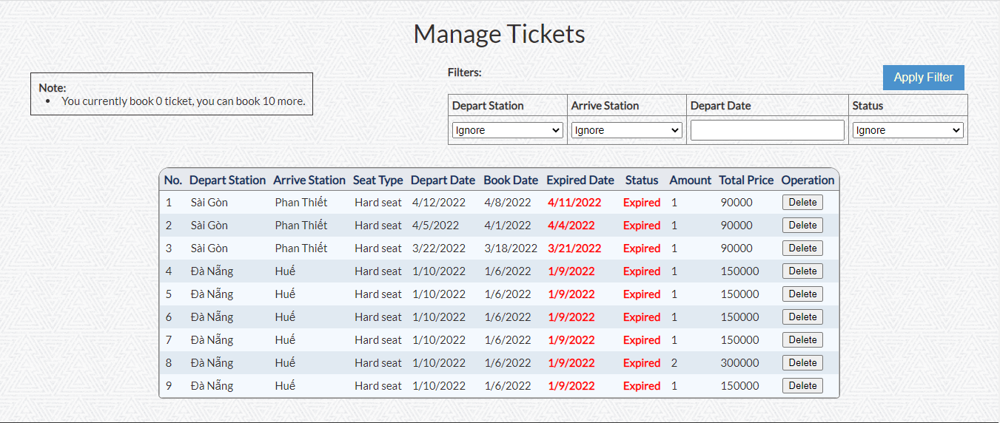 Manage Tickets
Note:
• You currently book 0 ticket, you can book 10 more.
Filters:
Apply Filter
Depart Station Arrive Station Depart Date Status
Ignore Ignore Ignore
No. Depart Station Arrive Station Seat Type Depart Date Book Date Expired Date Status Amount Total Price Operation
1 Sài Gòn Phan Thiết Hard seat 4/12/2022 4/8/2022 4/11/2022 Expired 1 90000 Delete
2 Sài Gòn Phan Thiết Hard seat 4/5/2022 4/1/2022 4/4/2022 Expired 1 90000 Delete
3 Sài Gòn Phan Thiết Hard seat 3/22/2022 3/18/2022 3/21/2022 Expired 1 90000 Delete
4 Đà Nẵng Huế Hard seat 1/10/2022 1/6/2022 1/9/2022 Expired 1 150000 Delete
5 Đà Nẵng Huế Hard seat 1/10/2022 1/6/2022 1/9/2022 Expired 1 150000 Delete
6 Đà Nẵng Huế Hard seat 1/10/2022 1/6/2022 1/9/2022 Expired 1 150000 Delete
7 Đà Nẵng Huế Hard seat 1/10/2022 1/6/2022 1/9/2022 Expired 1 150000 Delete
8 Đà Nẵng Huế Hard seat 1/10/2022 1/6/2022 1/9/2022 Expired 2 300000 Delete
9 Đà Nẵng Huế Hard seat 1/10/2022 1/6/2022 1/9/2022 Expired 1 150000 Delete